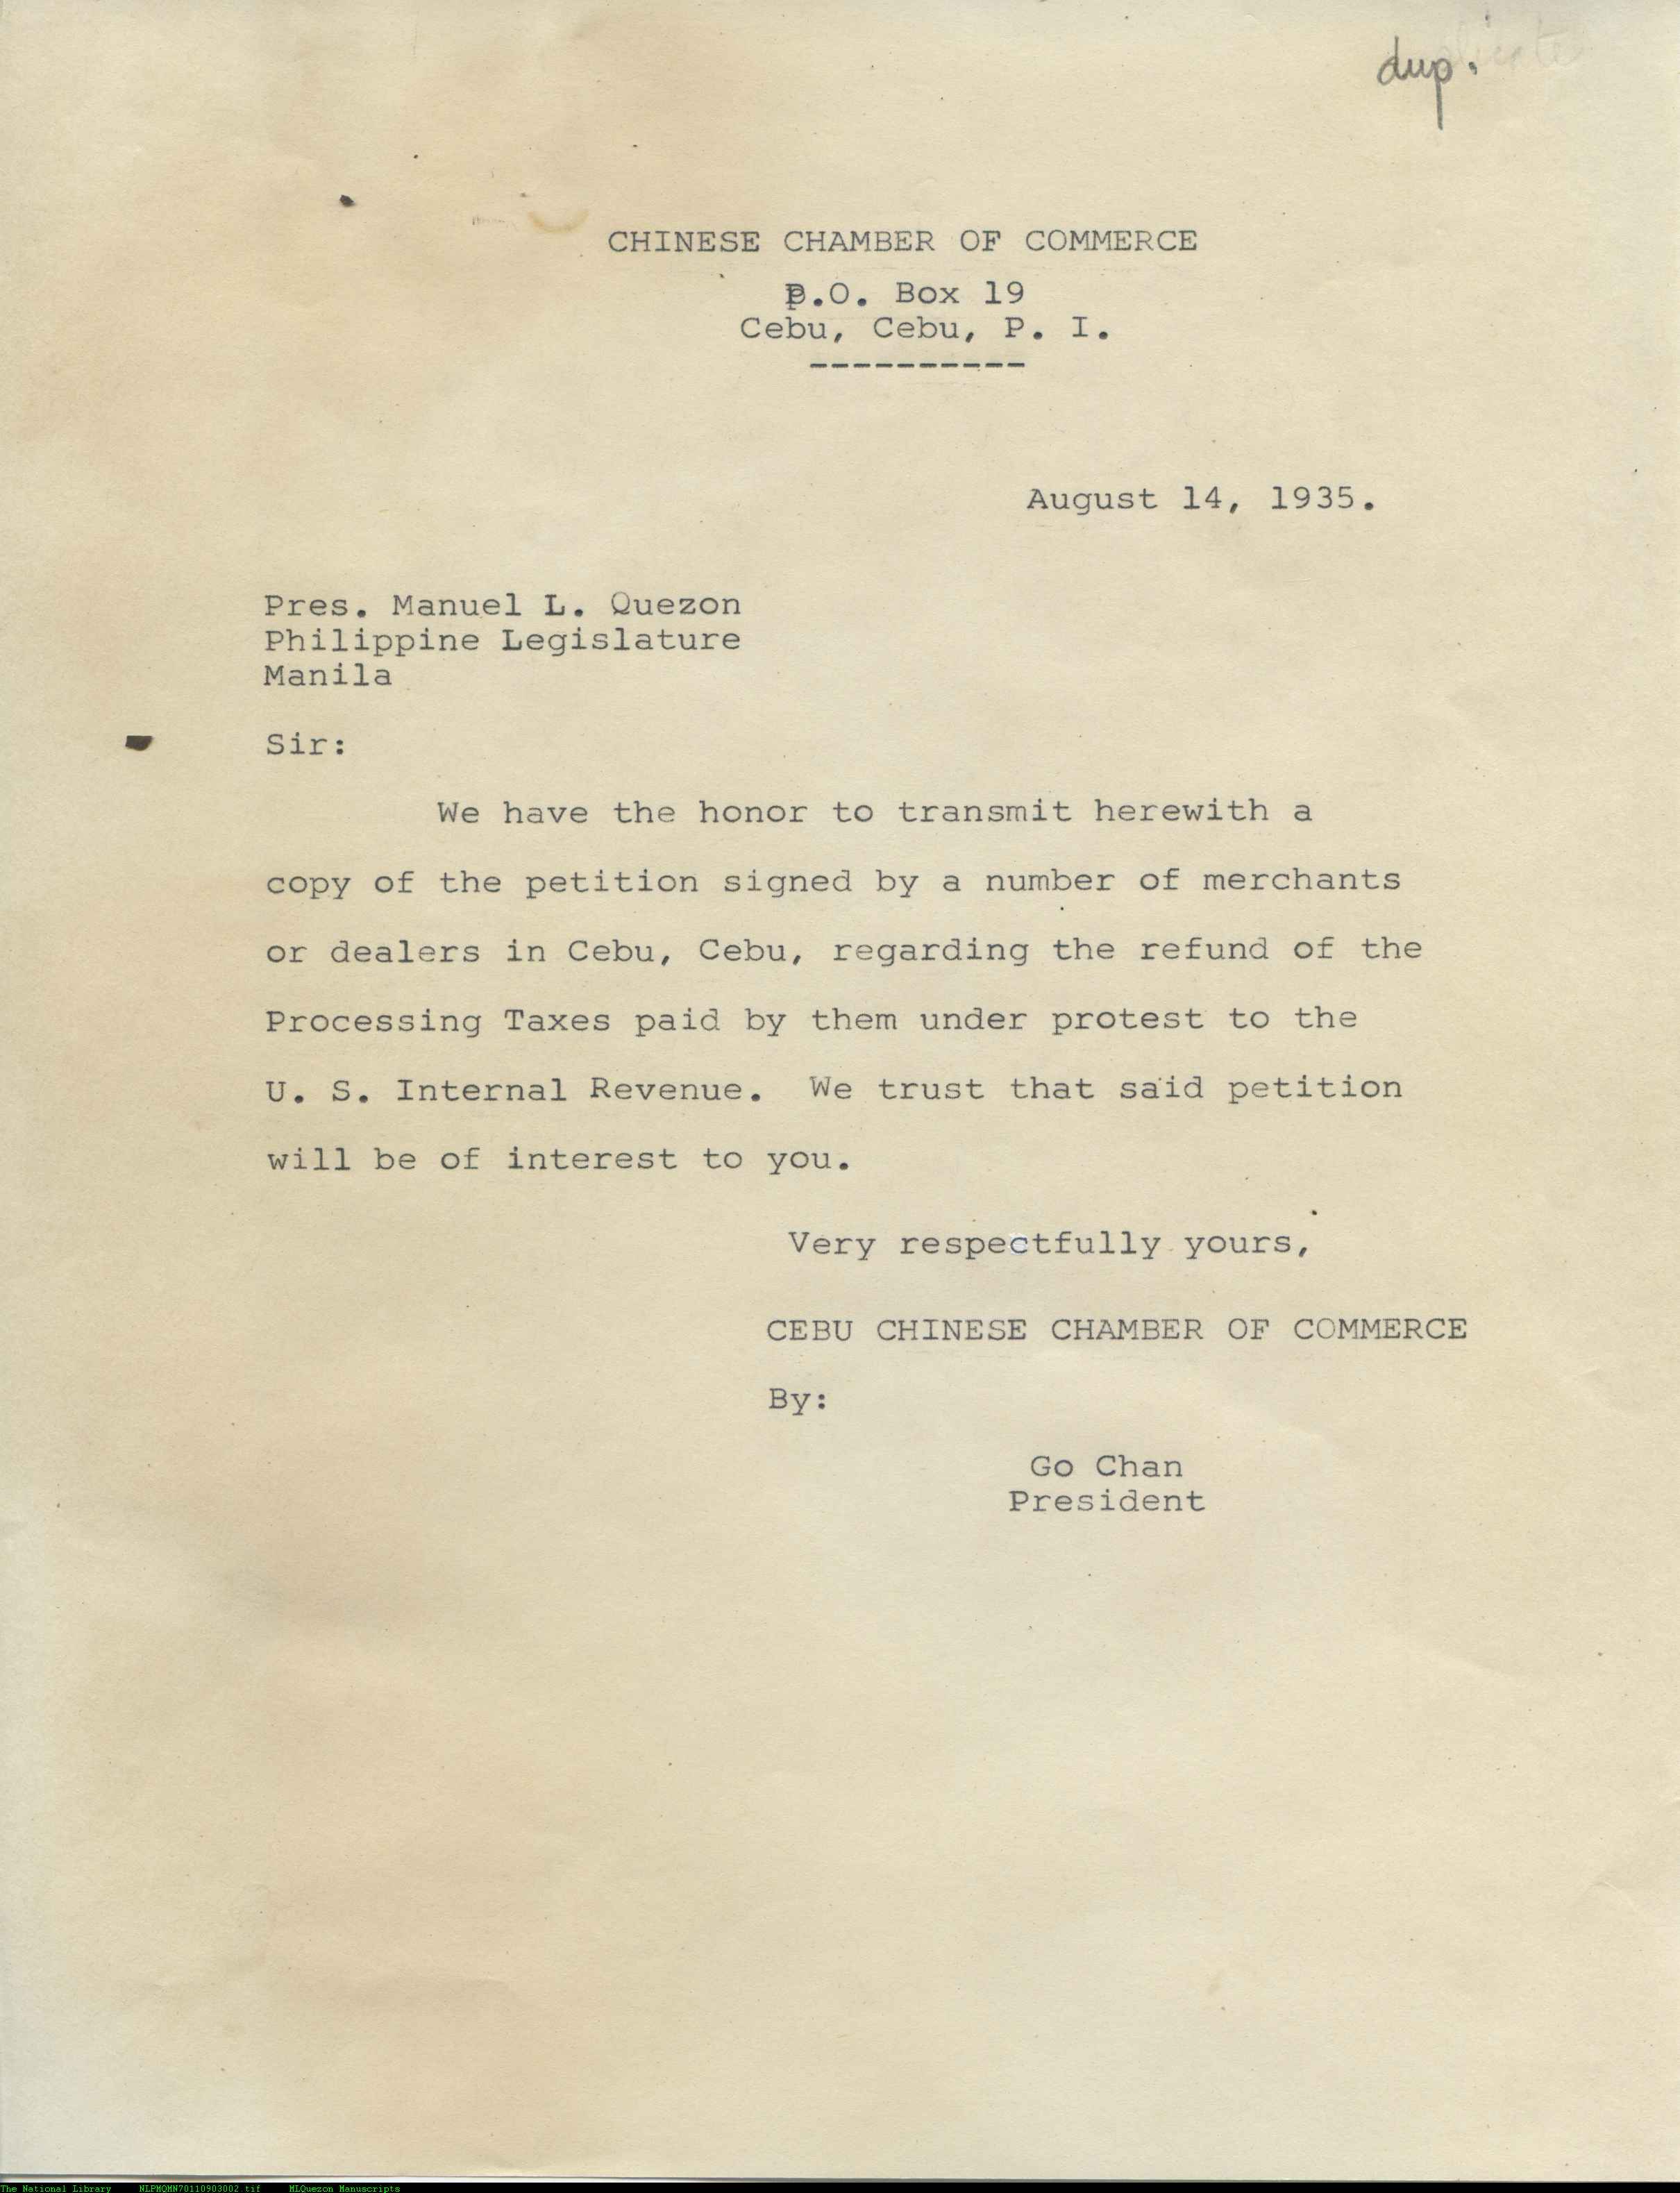 dup.
CHINESE CHAMBER OF COMMERCE
P.O. Box 19
Cebu, Cebu, P. I.
----------
August 14, 1935.
Pres. Manuel L. Quezon
Philippine Legislature
Manila
Sir:
We have the honor to transmit herewith a
copy of the petition signed by a number of merchants
or dealers in Cebu, Cebu, regarding the refund of the
Processing Taxes paid by them under protest to the
U. S. Internal Revenue. We trust that said petition
will be of interest to you.
Very respectfully yours,
CEBU CHINESE CHAMBER OF COMMERCE
By:
Go Chan
President
The National Library NLPMQMN70110903002.tif MLQuezon Manuscripts